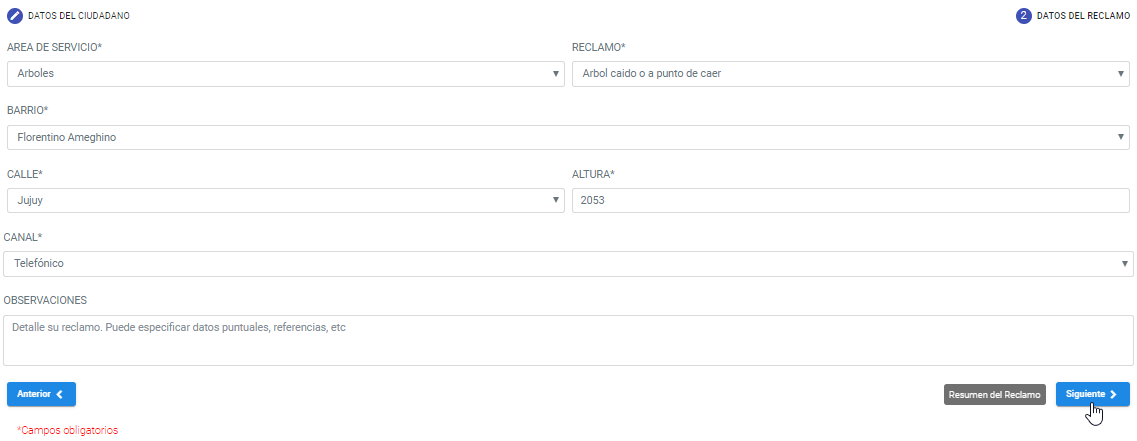 DATOS DEL CIUDADANO
2 DATOS DEL RECLAMO
AREA DE SERVICIO* RECLAMO*
Arboles Arbol caido o a punto de caer
BARRIO*
Florentino Ameghino
CALLE* ALTURA*
Jujuy 2053
CANAL*
Telefónico
OBSERVACIONES
Detalle su reclamo. Puede especificar datos puntuales, referencias, etc
Anterior Resumen del Reclamo Siguiente
*Campos obligatorios